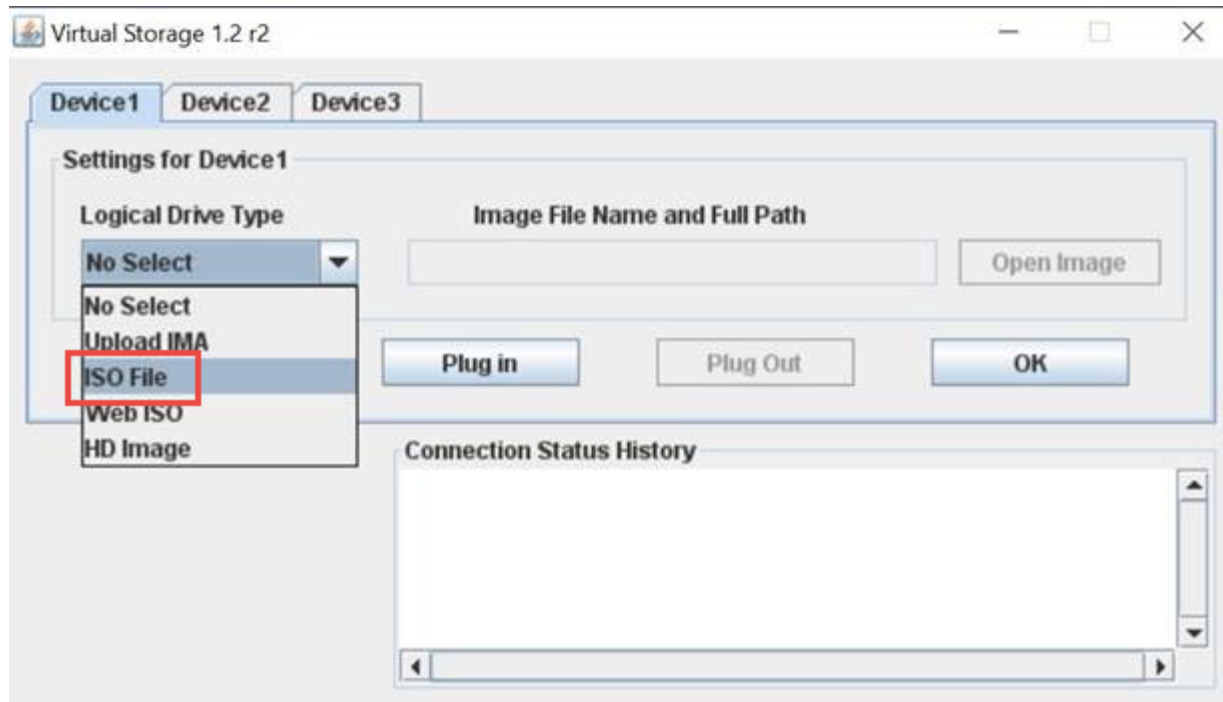 Virtual Storage 1.2 r2
Device1 Device2 Device3
Settings for Device1
Logical Drive Type Image File Name and Full Path
No Select Open Image
No Select
Upload IMA
ISO File
Web ISO
HD Image
Plug in Plug Out OK
Connection Status History